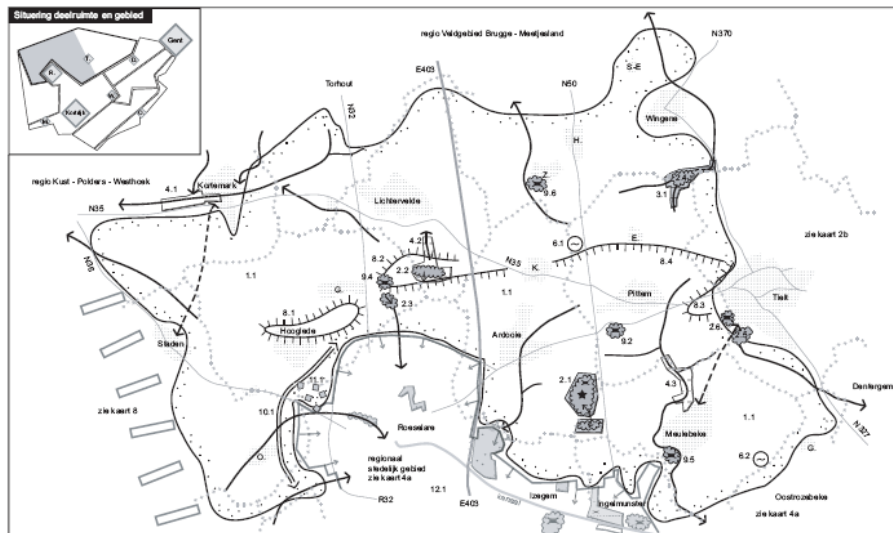 Situering deelruimte en gebied
Gent
R.
T.
Kortrijk
regio Veldgebied Brugge - Meetjesland
N370
E403
S-E
Torhout
N50
Wingene
N32
H.
regio Kust - Polders - Westhoek
4.1
Kortemark
Z.
9.6
3.1
Lichtervelde
N35
zie kaart 2b
4.2
6.1
E.
8.2
N36
9.4
2.2
N35
K.
8.4
1.1
G.
1.1
Tielt
2.3
Pittem
8.3
8.1
2.6.
Hooglede
Ardooie
Staden
9.2
11.1
2.1
4.3
Dentergem
zie kaart 8
10.1
1.1
Roeselare
Meulebeke
N327
O.
regionaal
stedelijk gebied
zie kaart 4a
9.5
6.2
G.
R32
12.1
E403
Izegem
kanaal
Ingelmunster
Oostrozebeke
zie kaart 4a